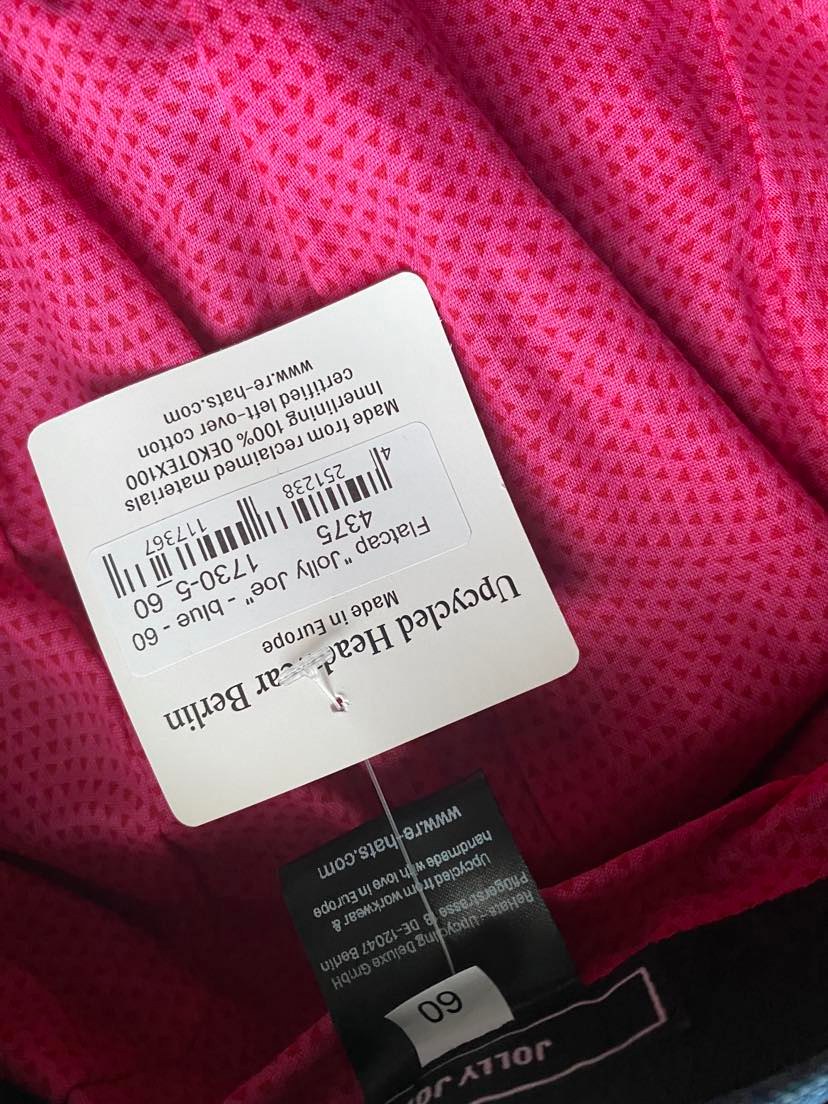 Upcycled Headwear Berlin
Made in Europe
Flatcap "Jolly Joe" - blue - 60
4375 1730-5 60
4 251238 117367
Made from reclaimed materials
Innerlining 100% OEKOTEX100
certified left-over cotton
www.re-hats.com
JOLLY
60
ReHats - Upcycling Deluxe GmbH
Pflügerstrasse DE-12047 Berlin
Upcycled from workwear &
handmade with love in Europe
www.re-hats.com